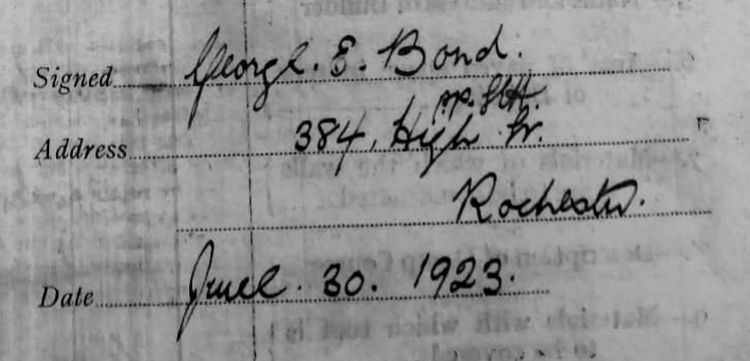 Signed George. E. Bond.
Address 384, High St.
Rochester.
Date June. 30. 1923.